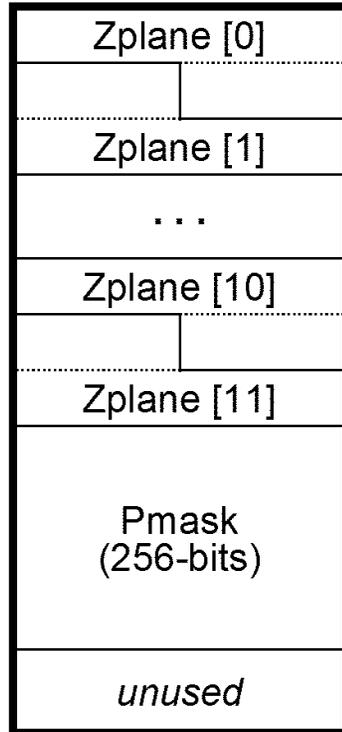 Zplane [0]
Zplane [1]
...
Zplane [10]
Zplane [11]
Pmask
(256-bits)
unused